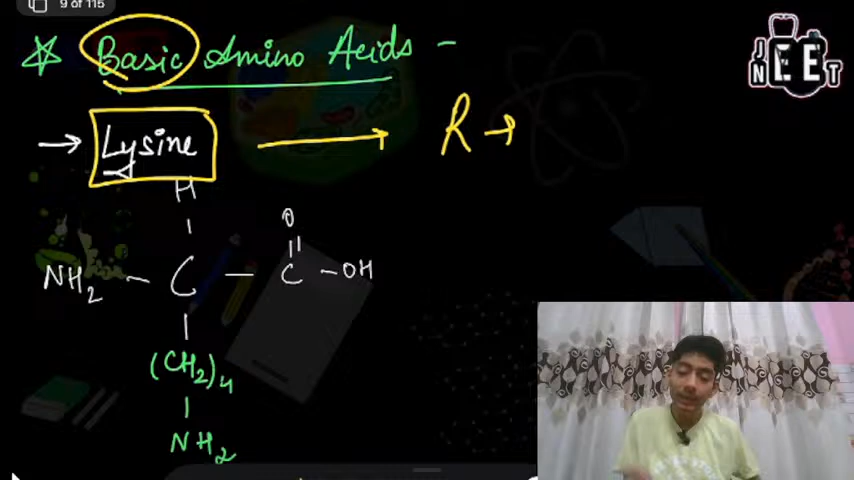 9 of 115
☆ Basic Amino Acids -
→ Lysine → R →
H
O
NH2 - C - C - OH
(CH2)4
NH2
J
NEET